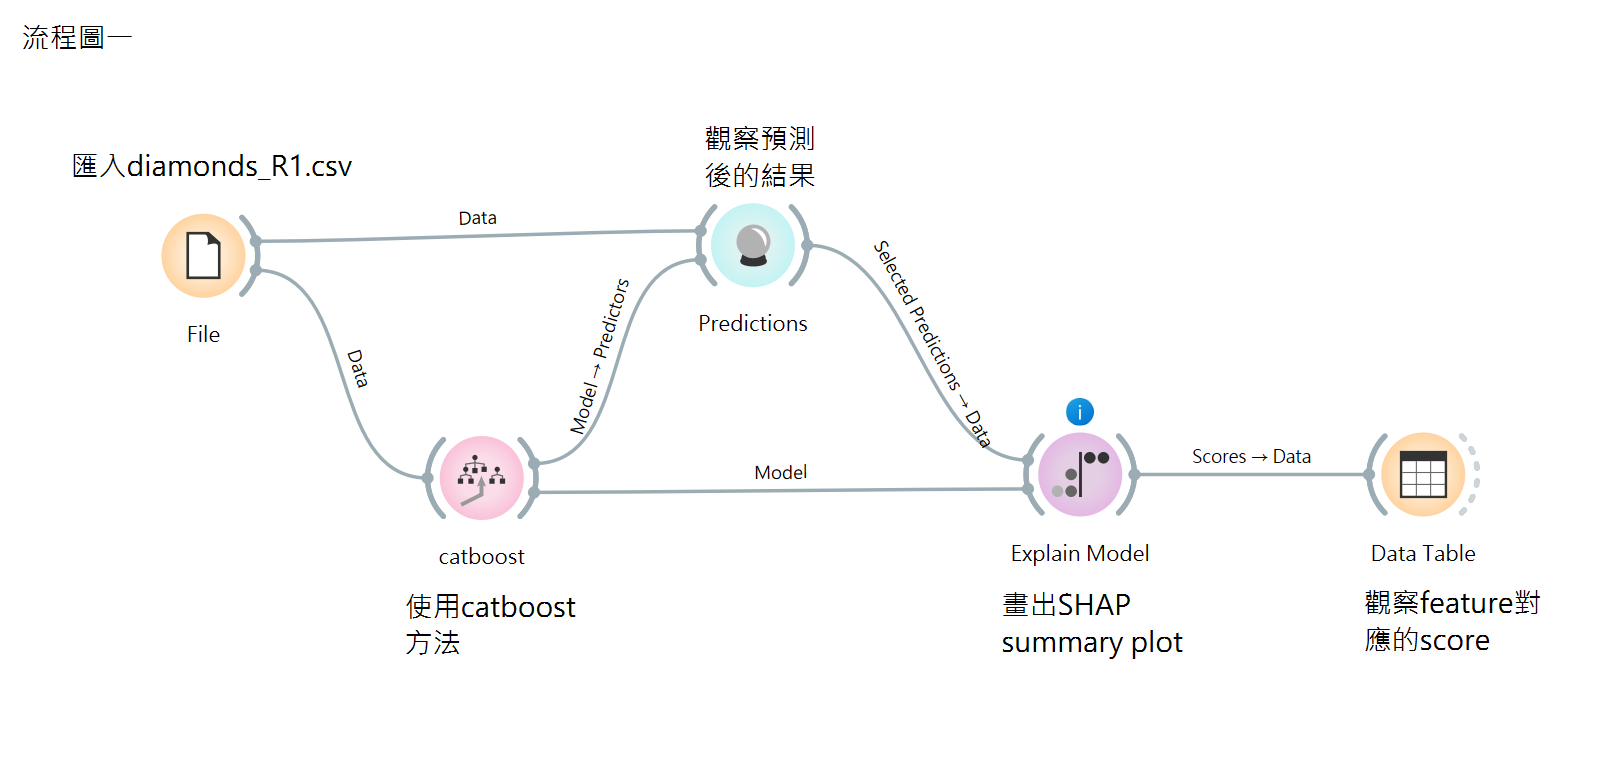 流程圖一
匯入diamonds_R1.csv
觀察預測
後的結果
Data
File
Predictions
Data
Model → Predictors
Selected Predictions → Data
i
Model
Scores → Data
catboost
Explain Model
Data Table
使用catboost
方法
畫出SHAP
summary plot
觀察feature對
應的score